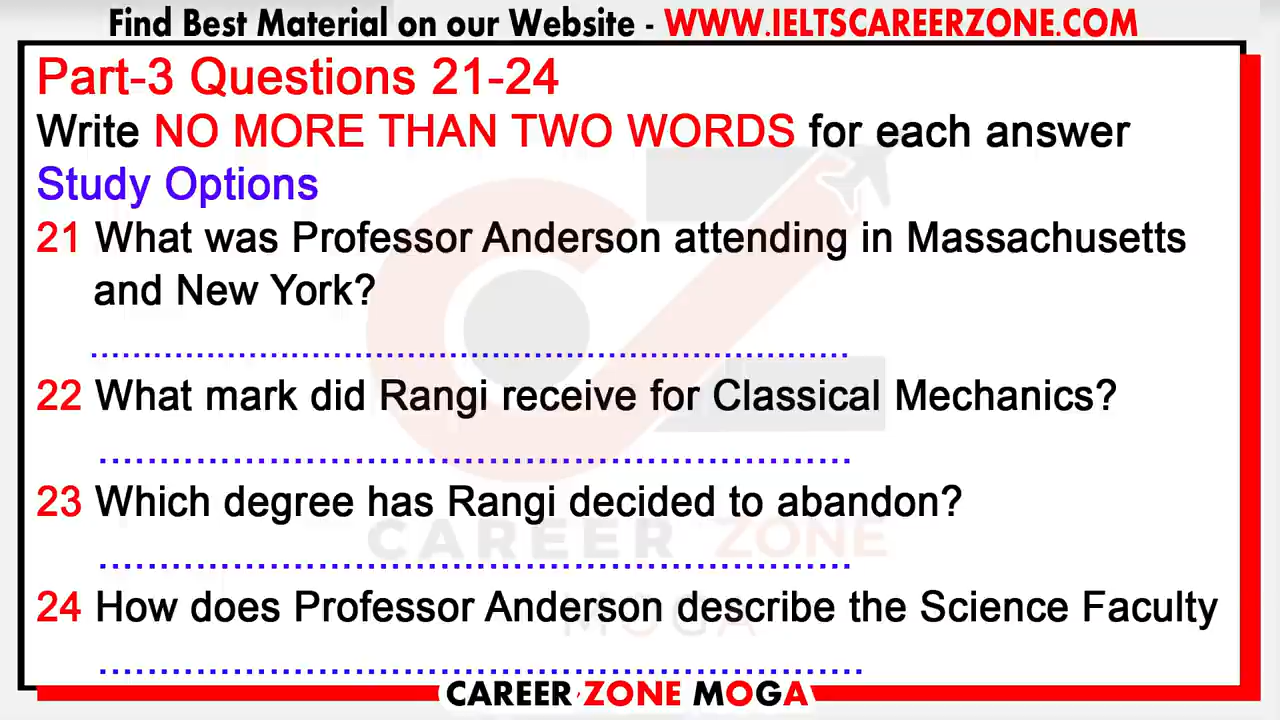 Find Best Material on our Website - WWW.IELTSCAREERZONE.COM
Part-3 Questions 21-24
Write NO MORE THAN TWO WORDS for each answer
Study Options
21 What was Professor Anderson attending in Massachusetts
and New York?
22 What mark did Rangi receive for Classical Mechanics?
23 Which degree has Rangi decided to abandon?
CAREER ZONE
24 How does Professor Anderson describe the Science Faculty
MOGA
CAREER ZONE MOGA